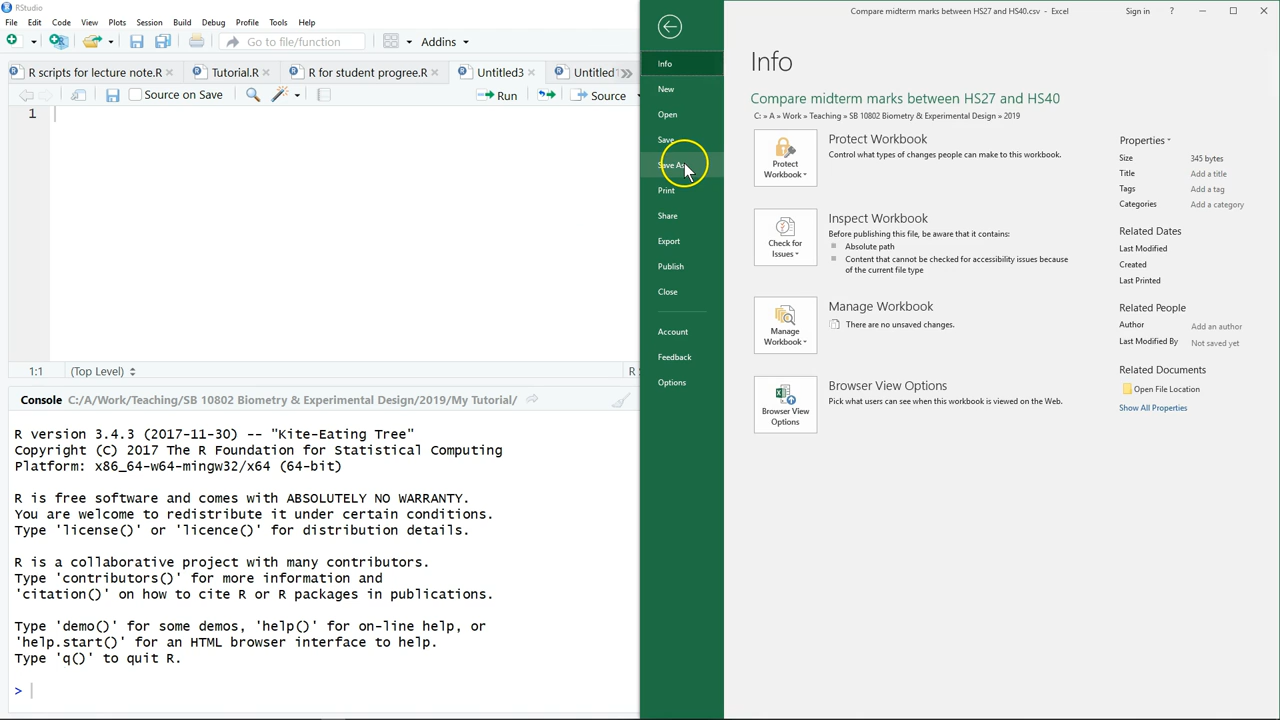 RStudio
File Edit Code View Plots Session Build Debug Profile Tools Help
Go to file/function Addins
R scripts for lecture note.R Tutorial.R R for student progree.R Untitled3 Untitled1
Source on Save Run Source
1
1:1 (Top Level) R S
Console C:/A/Work/Teaching/SB 10802 Biometry & Experimental Design/2019/My Tutorial/
R version 3.4.3 (2017-11-30) -- "Kite-Eating Tree"
Copyright (C) 2017 The R Foundation for Statistical Computing
Platform: x86_64-w64-mingw32/x64 (64-bit)
R is free software and comes with ABSOLUTELY NO WARRANTY.
You are welcome to redistribute it under certain conditions.
Type 'license()' or 'licence()' for distribution details.
R is a collaborative project with many contributors.
Type 'contributors()' for more information and
'citation()' on how to cite R or R packages in publications.
Type 'demo()' for some demos, 'help()' for on-line help, or
'help.start()' for an HTML browser interface to help.
Type 'q()' to quit R.
>
Compare midterm marks between HS27 and HS40.csv - Excel
Sign in ?
Info
New
Open
Save
Save As
Print
Share
Export
Publish
Close
Account
Feedback
Options
Info
Compare midterm marks between HS27 and HS40
C: » A » Work » Teaching » SB 10802 Biometry & Experimental Design » 2019
Protect
Workbook
Protect Workbook
Control what types of changes people can make to this workbook.
Check for
Issues
Inspect Workbook
Before publishing this file, be aware that it contains:
Absolute path
Content that cannot be checked for accessibility issues because
of the current file type
Manage
Workbook
Manage Workbook
There are no unsaved changes.
Browser View
Options
Browser View Options
Pick what users can see when this workbook is viewed on the Web.
Properties
Size 345 bytes
Title Add a title
Tags Add a tag
Categories Add a category
Related Dates
Last Modified
Created
Last Printed
Related People
Author Add an author
Last Modified By Not saved yet
Related Documents
Open File Location
Show All Properties